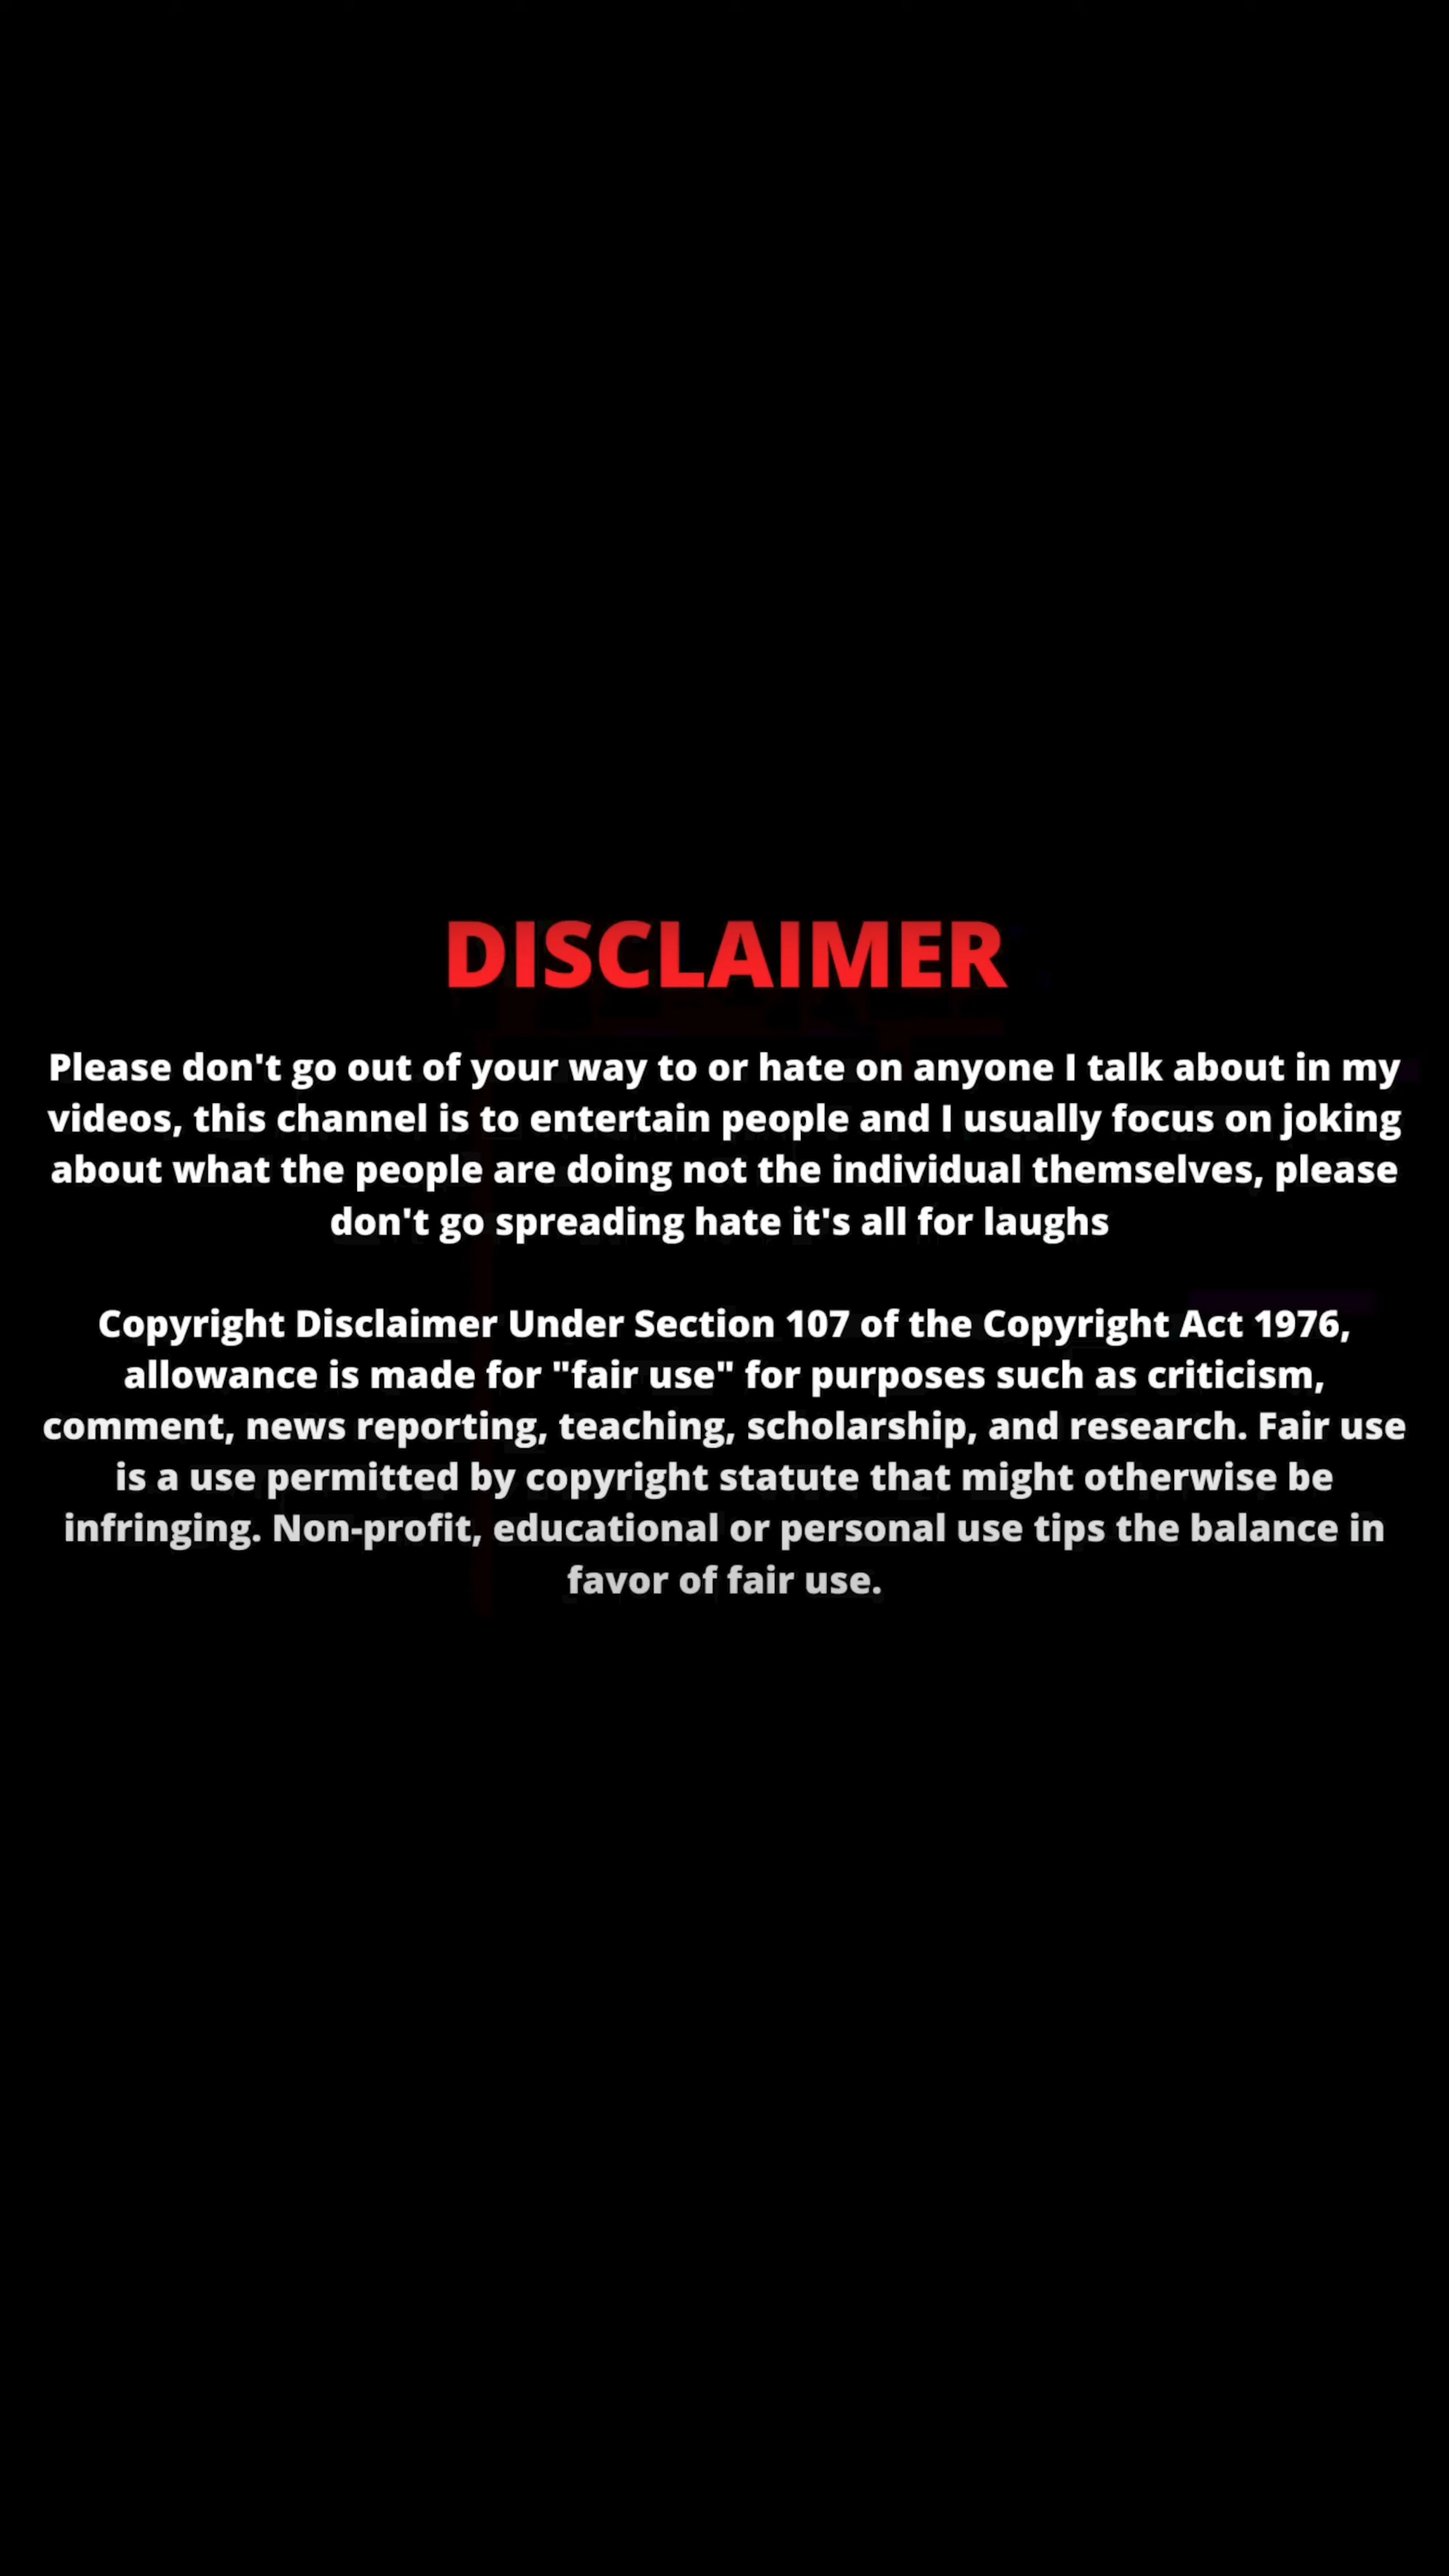 DISCLAIMER
Please don't go out of your way to or hate on anyone I talk about in my
videos, this channel is to entertain people and I usually focus on joking
about what the people are doing not the individual themselves, please
don't go spreading hate it's all for laughs
Copyright Disclaimer Under Section 107 of the Copyright Act 1976,
allowance is made for "fair use" for purposes such as criticism,
comment, news reporting, teaching, scholarship, and research. Fair use
is a use permitted by copyright statute that might otherwise be
infringing. Non-profit, educational or personal use tips the balance in
favor of fair use.